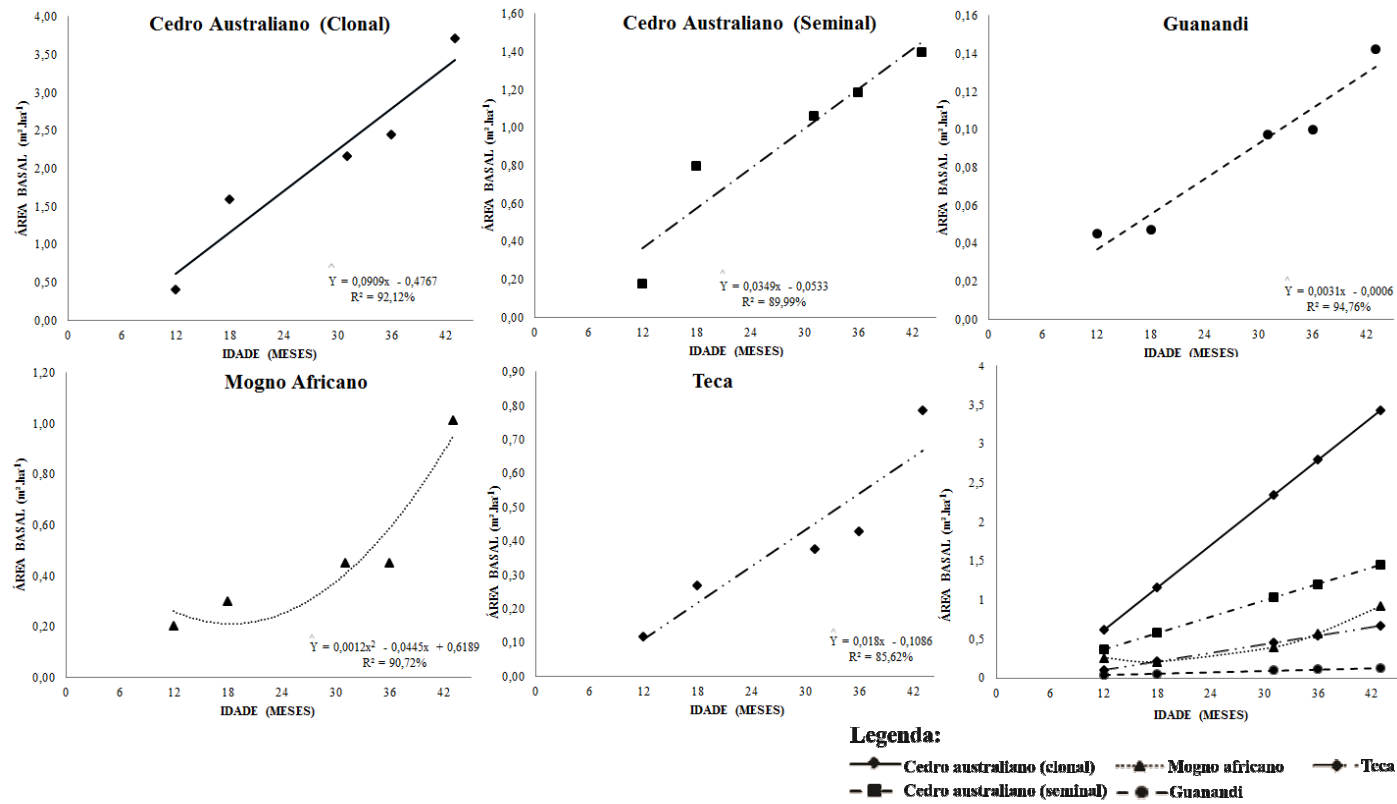 Cedro Australiano (Clonal)
4,00
3,50
3,00
2,50
2,00
1,50
1,00
0,50
0,00
ÁREA BASAL (m².ha⁻¹)
^
Y = 0,0909x - 0,4767
R² = 92,12%
0 6 12 18 24 30 36 42
IDADE (MESES)
Cedro Australiano (Seminal)
1,60
1,40
1,20
1,00
0,80
0,60
0,40
0,20
0,00
ÁREA BASAL (m².ha⁻¹)
^
Y = 0,0349x - 0,0533
R² = 89,99%
0 6 12 18 24 30 36 42
IDADE (MESES)
Guanandi
0,16
0,14
0,12
0,10
0,08
0,06
0,04
0,02
0,00
ÁREA BASAL (m².ha⁻¹)
^
Y = 0,0031x - 0,0006
R² = 94,76%
0 6 12 18 24 30 36 42
IDADE (MESES)
Mogno Africano
1,20
1,00
0,80
0,60
0,40
0,20
0,00
ÁREA BASAL (m².ha⁻¹)
^
Y = 0,0012x² - 0,0445x + 0,6189
R² = 90,72%
0 6 12 18 24 30 36 42
IDADE (MESES)
Teca
0,90
0,80
0,70
0,60
0,50
0,40
0,30
0,20
0,10
0,00
ÁREA BASAL (m².ha⁻¹)
^
Y = 0,018x - 0,1086
R² = 85,62%
0 6 12 18 24 30 36 42
IDADE (MESES)
4
3,5
3
2,5
2
1,5
1
0,5
0
ÁREA BASAL (m².ha⁻¹)
0 6 12 18 24 30 36 42
IDADE (MESES)
Legenda:
Cedro australiano (clonal) Mogno africano Teca
Cedro australiano (seminal) Guanandi